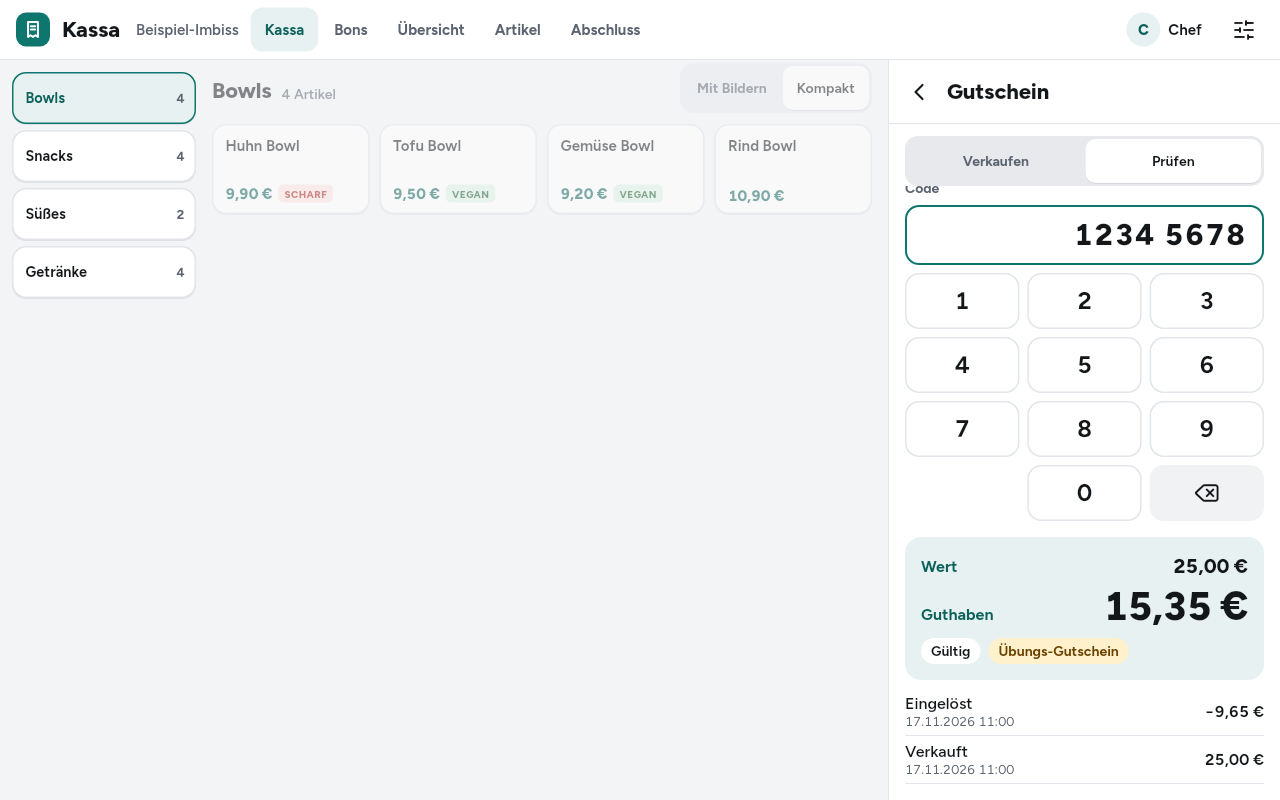 Kassa Beispiel-Imbiss Kassa Bons Übersicht Artikel Abschluss C Chef
Bowls 4
Snacks 4
Süßes 2
Getränke 4
Bowls 4 Artikel Mit Bildern Kompakt
Huhn Bowl
9,90 € SCHARF
Tofu Bowl
9,50 € VEGAN
Gemüse Bowl
9,20 € VEGAN
Rind Bowl
10,90 €
Gutschein
Verkaufen Prüfen
Code
1234 5678
1 2 3
4 5 6
7 8 9
0
Wert 25,00 €
Guthaben 15,35 €
Gültig Übungs-Gutschein
Eingelöst
17.11.2026 11:00
−9,65 €
Verkauft
17.11.2026 11:00
25,00 €